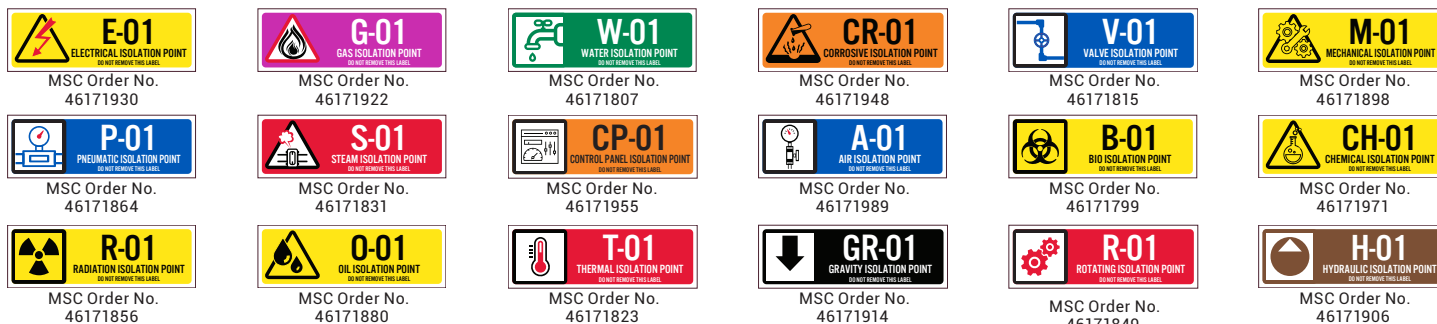 E-01
ELECTRICAL ISOLATION POINT
DO NOT REMOVE THIS LABEL
MSC Order No.
46171930
G-01
GAS ISOLATION POINT
DO NOT REMOVE THIS LABEL
MSC Order No.
46171922
W-01
WATER ISOLATION POINT
DO NOT REMOVE THIS LABEL
MSC Order No.
46171807
CR-01
CORROSIVE ISOLATION POINT
DO NOT REMOVE THIS LABEL
MSC Order No.
46171948
V-01
VALVE ISOLATION POINT
DO NOT REMOVE THIS LABEL
MSC Order No.
46171815
M-01
MECHANICAL ISOLATION POINT
DO NOT REMOVE THIS LABEL
MSC Order No.
46171898
P-01
PNEUMATIC ISOLATION POINT
DO NOT REMOVE THIS LABEL
MSC Order No.
46171864
S-01
STEAM ISOLATION POINT
DO NOT REMOVE THIS LABEL
MSC Order No.
46171831
CP-01
CONTROL PANEL ISOLATION POINT
DO NOT REMOVE THIS LABEL
MSC Order No.
46171955
A-01
AIR ISOLATION POINT
DO NOT REMOVE THIS LABEL
MSC Order No.
46171989
B-01
BIO ISOLATION POINT
DO NOT REMOVE THIS LABEL
MSC Order No.
46171799
CH-01
CHEMICAL ISOLATION POINT
DO NOT REMOVE THIS LABEL
MSC Order No.
46171971
R-01
RADIATION ISOLATION POINT
DO NOT REMOVE THIS LABEL
MSC Order No.
46171856
O-01
OIL ISOLATION POINT
DO NOT REMOVE THIS LABEL
MSC Order No.
46171880
T-01
THERMAL ISOLATION POINT
DO NOT REMOVE THIS LABEL
MSC Order No.
46171823
GR-01
GRAVITY ISOLATION POINT
DO NOT REMOVE THIS LABEL
MSC Order No.
46171914
R-01
ROTATING ISOLATION POINT
DO NOT REMOVE THIS LABEL
MSC Order No.
46171849
H-01
HYDRAULIC ISOLATION POINT
DO NOT REMOVE THIS LABEL
MSC Order No.
46171906